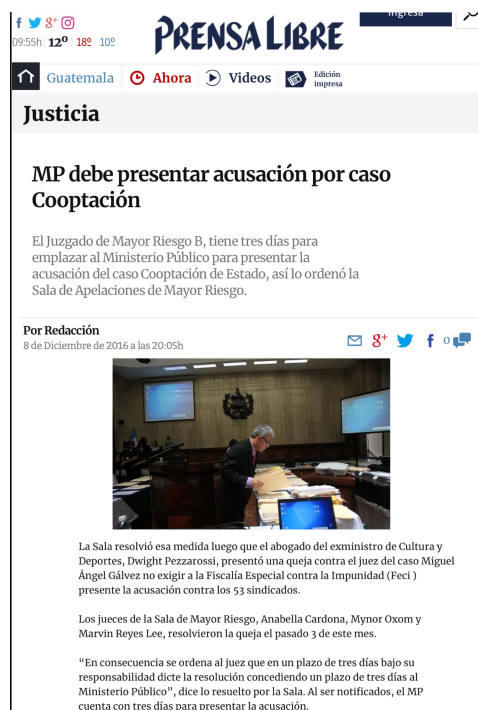 Ingresa
09:55h 12º 18º 10º
PRENSA LIBRE
Guatemala Ahora Videos Edición impresa
Justicia
MP debe presentar acusación por caso
Cooptación
El Juzgado de Mayor Riesgo B, tiene tres días para
emplazar al Ministerio Público para presentar la
acusación del caso Cooptación de Estado, así lo ordenó la
Sala de Apelaciones de Mayor Riesgo.
Por Redacción
8 de Diciembre de 2016 a las 20:05h
0
La Sala resolvió esa medida luego que el abogado del exministro de Cultura y
Deportes, Dwight Pezzarossi, presentó una queja contra el juez del caso Miguel
Ángel Gálvez no exigir a la Fiscalía Especial contra la Impunidad (Feci )
presente la acusación contra los 53 sindicados.
Los jueces de la Sala de Mayor Riesgo, Anabella Cardona, Mynor Oxom y
Marvin Reyes Lee, resolvieron la queja el pasado 3 de este mes.
“En consecuencia se ordena al juez que en un plazo de tres días bajo su
responsabilidad dicte la resolución concediendo un plazo de tres días al
Ministerio Público”, dice lo resuelto por la Sala. Al ser notificados, el MP
cuenta con tres días para presentar la acusación.